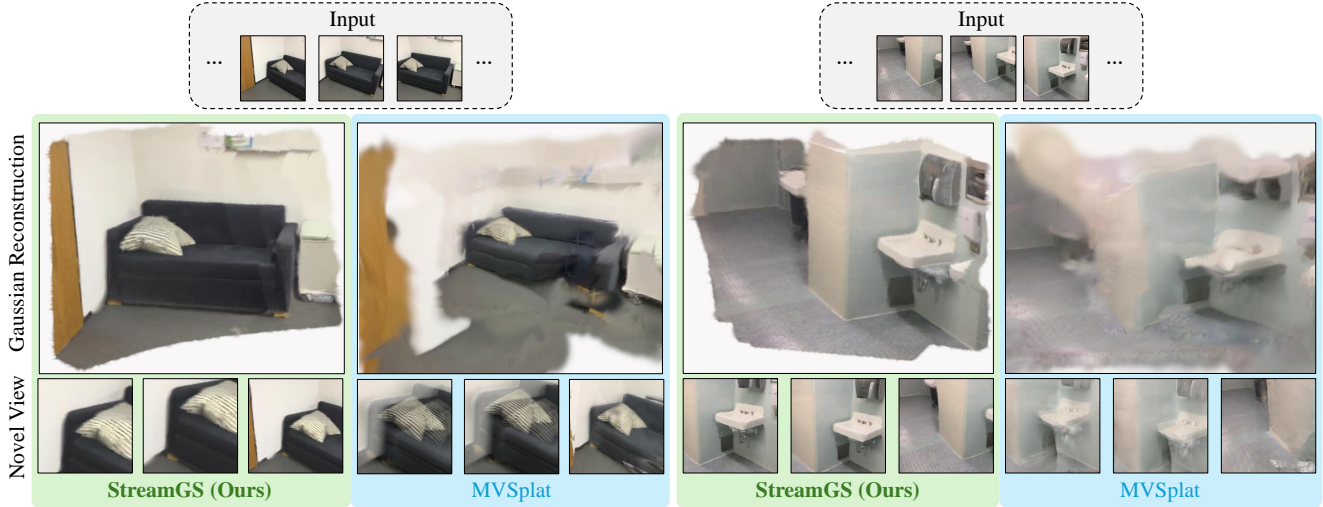 Input
... ...
Input
... ...
Gaussian Reconstruction
Novel View
StreamGS (Ours)
MVSplat
StreamGS (Ours)
MVSplat